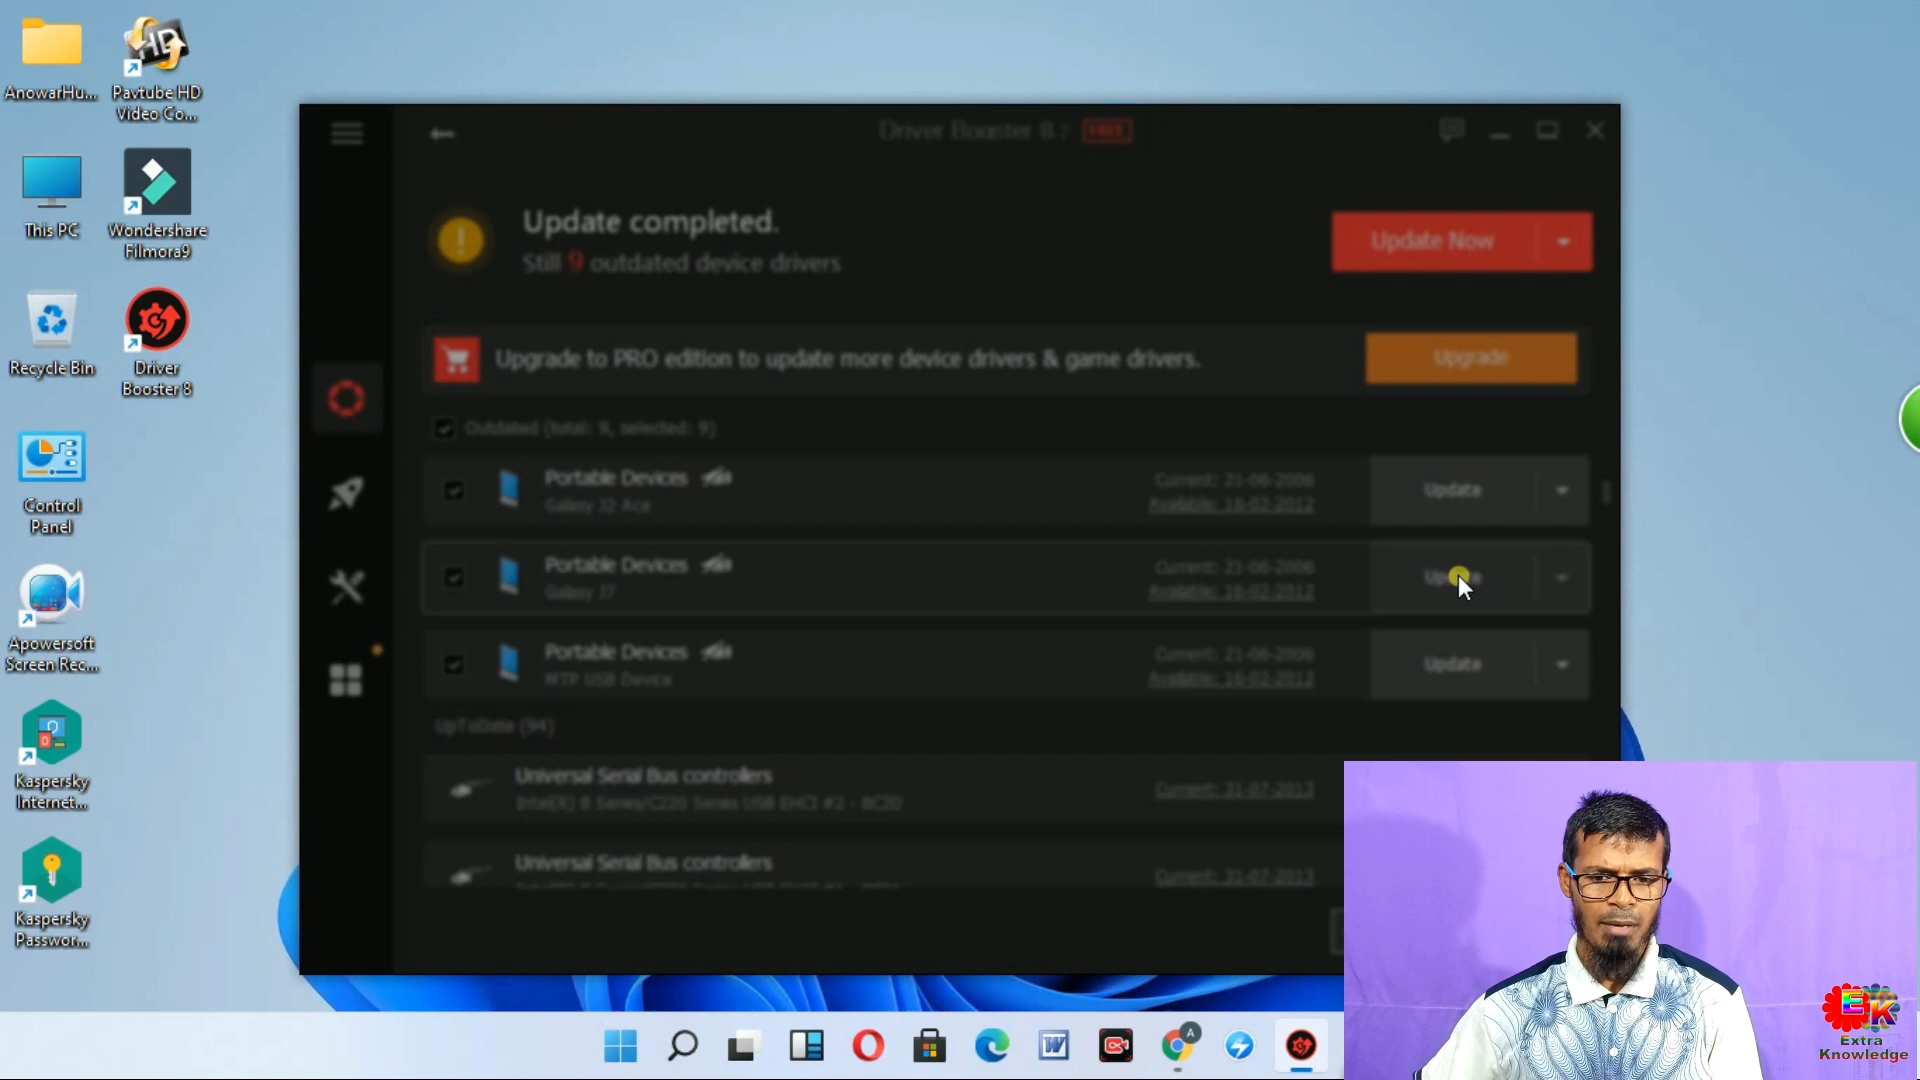 AnowarHu...
Pavtube HD
Video Co...
This PC
Wondershare
Filmora9
Recycle Bin
Driver
Booster 8
Control
Panel
Apowersoft
Screen Rec...
Kaspersky
Internet...
Kaspersky
Passwor...
Driver Booster 8.7 FREE
Update completed.
Still 9 outdated device drivers
Update Now
Upgrade to PRO edition to update more device drivers & game drivers.
Upgrade
Outdated (total: 9, selected: 9)
Portable Devices
Galaxy J2 Ace
Current: 21-06-2006
Available: 16-02-2012
Update
Portable Devices
Galaxy J7
Current: 21-06-2006
Available: 16-02-2012
Update
Portable Devices
MTP USB Device
Current: 21-06-2006
Available: 16-02-2012
Update
UpToDate (94)
Universal Serial Bus controllers
Intel(R) 8 Series/C220 Series USB EHCI #2 - 8C2D
Current: 31-07-2013
Universal Serial Bus controllers
Current: 31-07-2013
A
EK
Extra
Knowledge